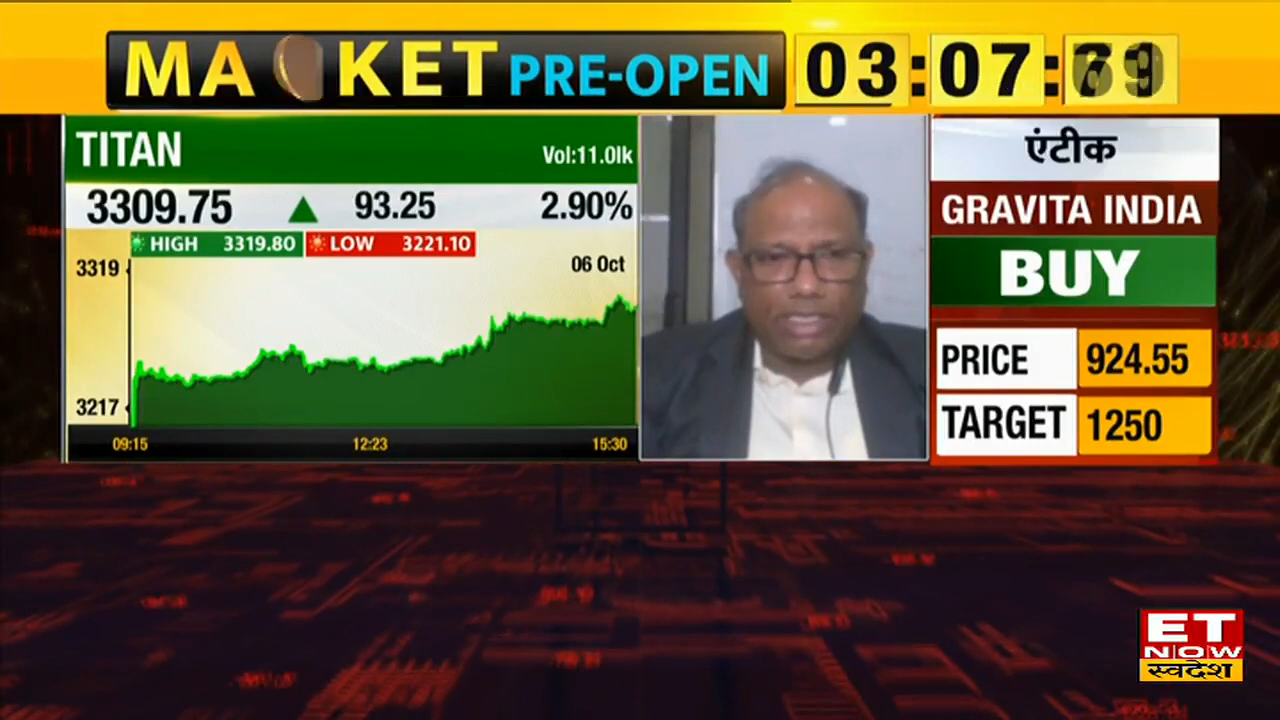 MARKET PRE-OPEN
03:07:
TITAN
Vol:11.0lk
3309.75 93.25 2.90%
HIGH 3319.80 LOW 3221.10
06 Oct
3319
3217
09:15 12:23 15:30
एंटीक
GRAVITA INDIA
BUY
PRICE 924.55
TARGET 1250
ET
NOW
स्वदेश